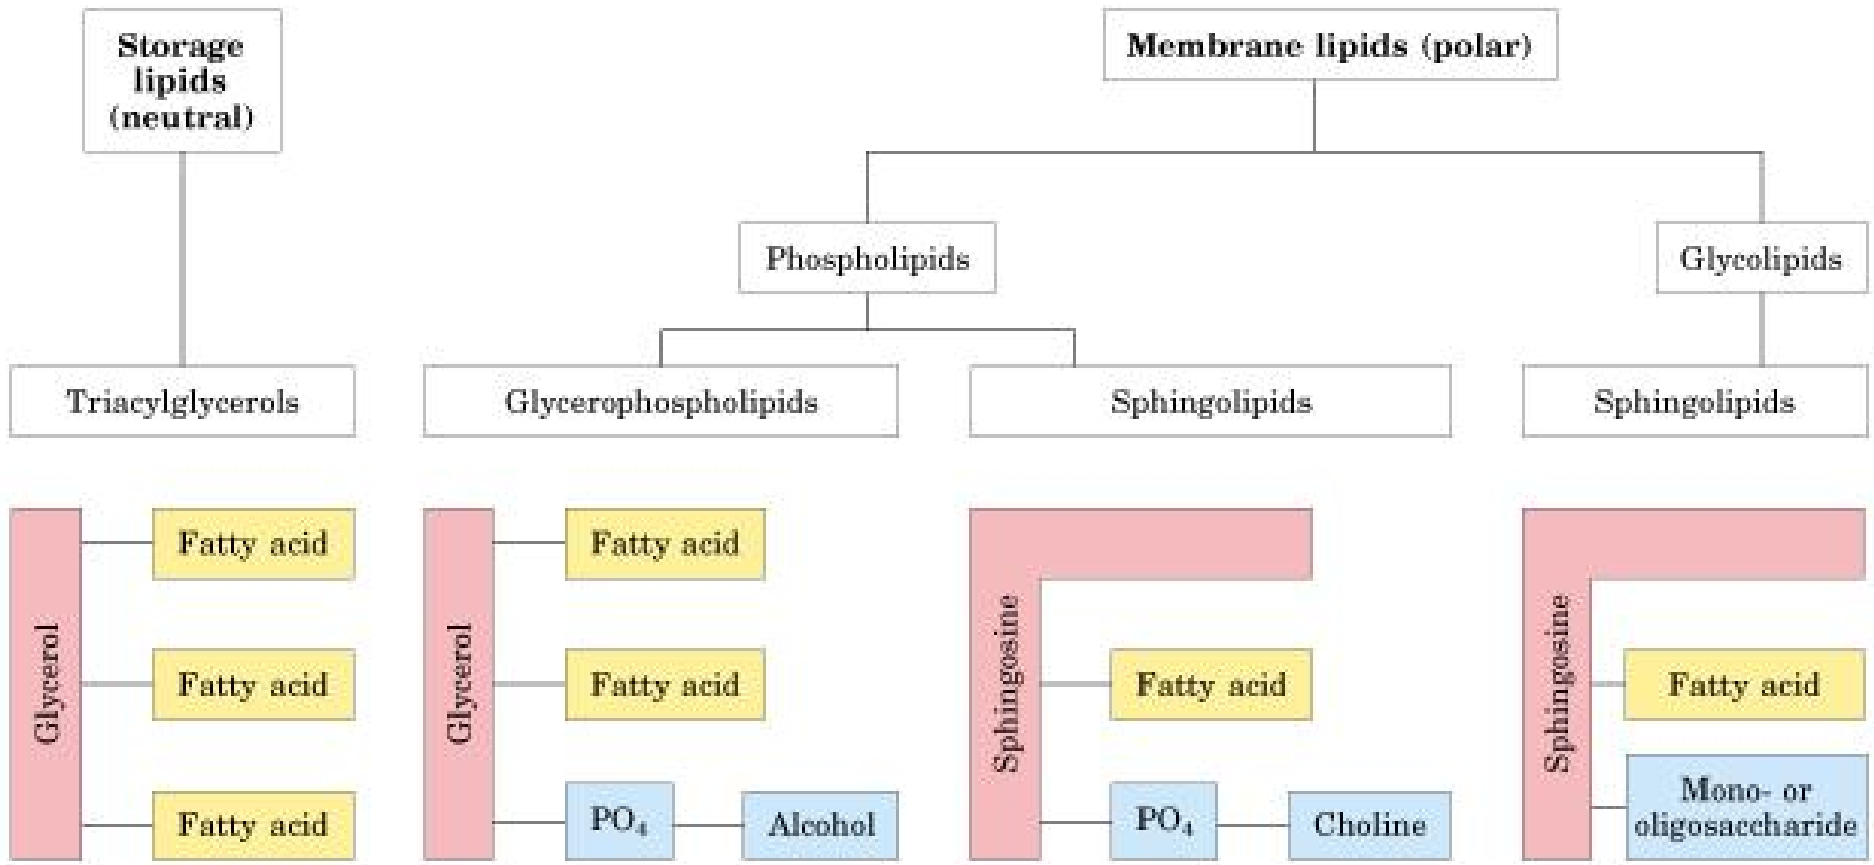 Storage
lipids
(neutral)
Membrane lipids (polar)
Phospholipids
Glycolipids
Triacylglycerols
Glycerophospholipids
Sphingolipids
Sphingolipids
Glycerol
Fatty acid
Fatty acid
Fatty acid
Glycerol
Fatty acid
Fatty acid
PO₄
Alcohol
Sphingosine
Fatty acid
PO₄
Choline
Sphingosine
Fatty acid
Mono- or
oligosaccharide